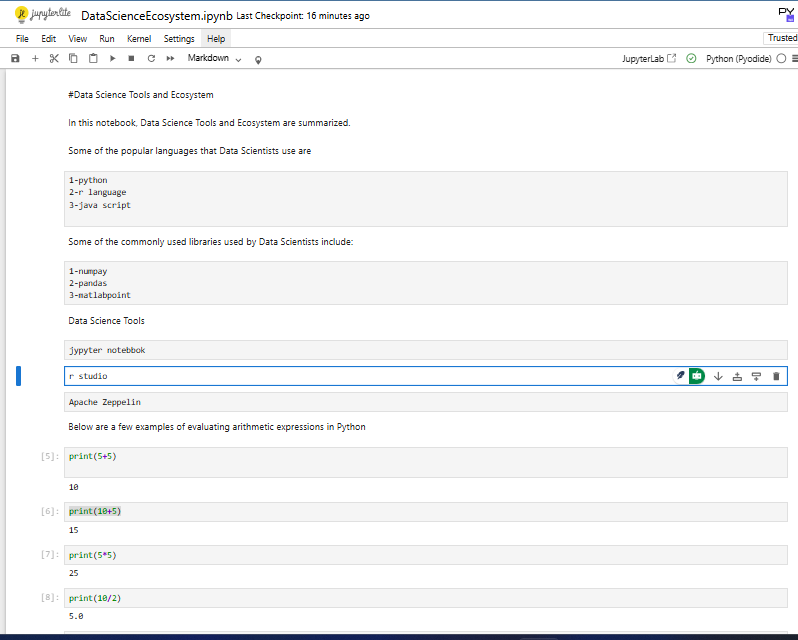 jupyterlite DataScienceEcosystem.ipynb Last Checkpoint: 16 minutes ago PY
File Edit View Run Kernel Settings Help Trusted
Markdown JupyterLab Python (Pyodide)
#Data Science Tools and Ecosystem
In this notebook, Data Science Tools and Ecosystem are summarized.
Some of the popular languages that Data Scientists use are
1-python
2-r language
3-java script
Some of the commonly used libraries used by Data Scientists include:
1-numpay
2-pandas
3-matlabpoint
Data Science Tools
jypyter notebbok
r studio
Apache Zeppelin
Below are a few examples of evaluating arithmetic expressions in Python
[5]: print(5+5)
10
[6]: print(10+5)
15
[7]: print(5*5)
25
[8]: print(10/2)
5.0